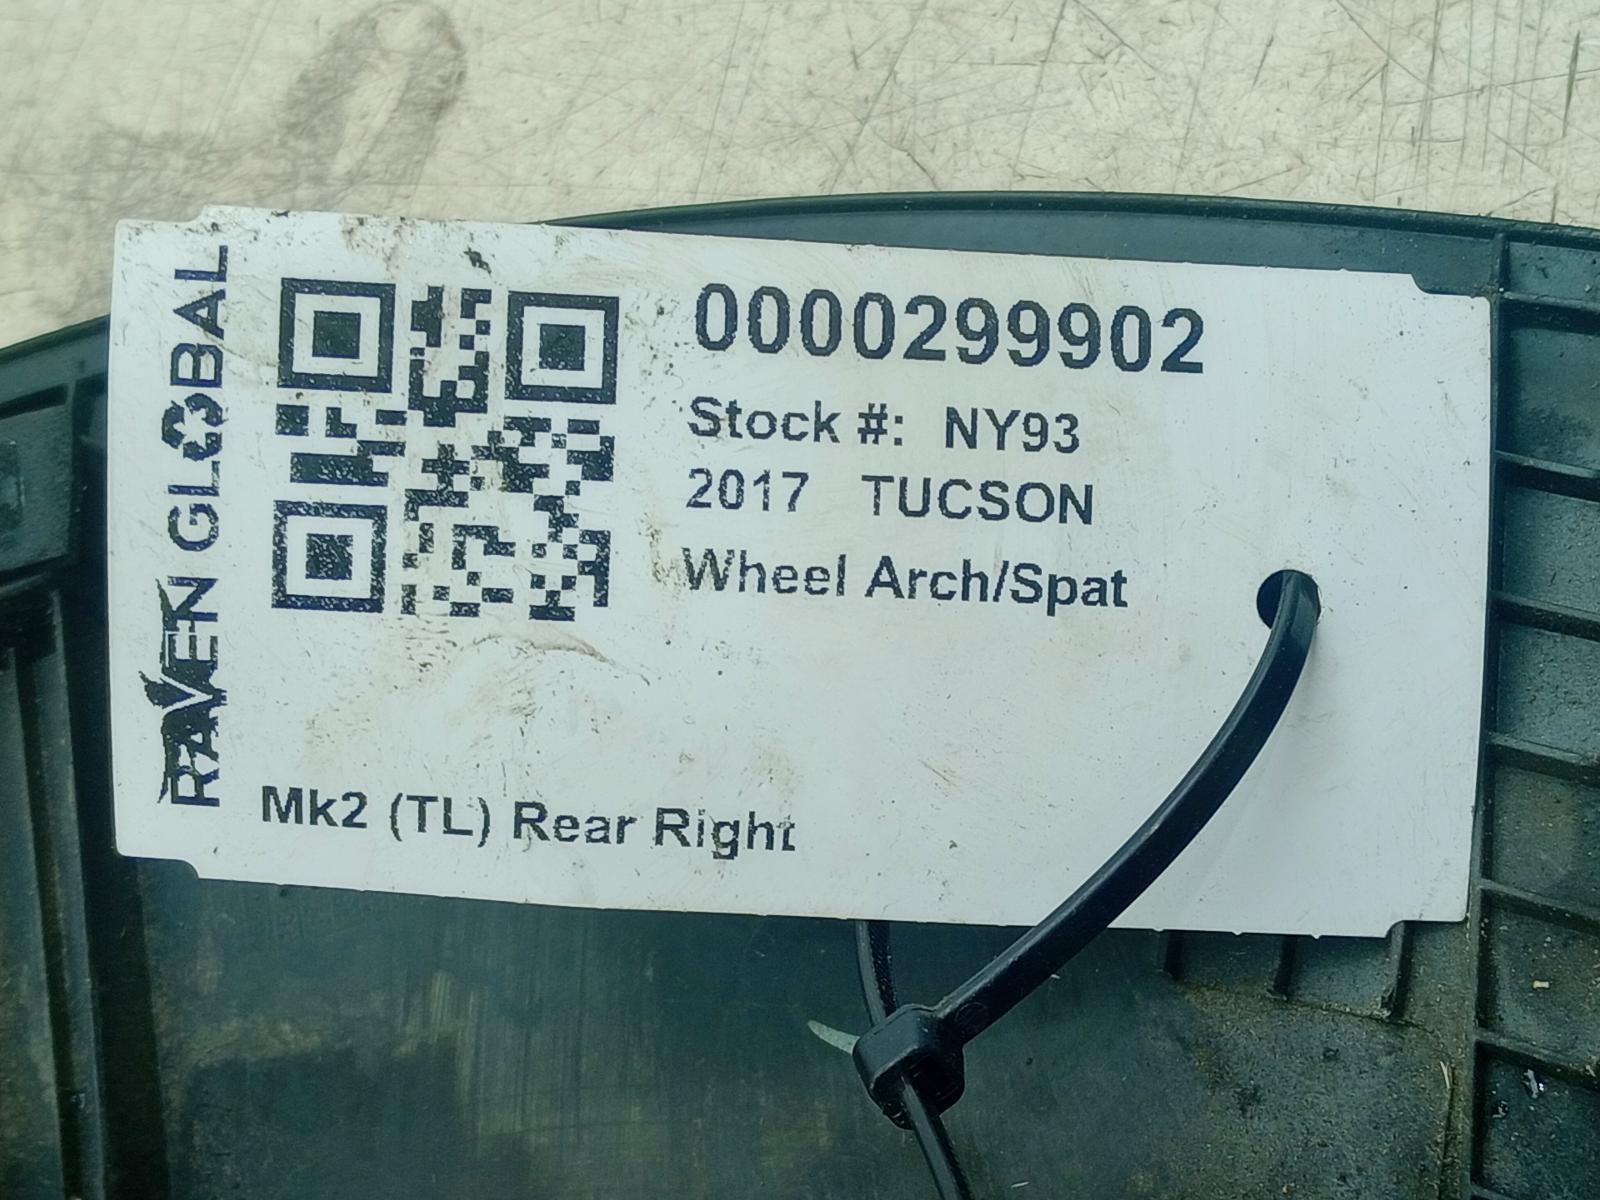 RAVEN GLOBAL
0000299902
Stock #: NY93
2017 TUCSON
Wheel Arch/Spat
Mk2 (TL) Rear Right